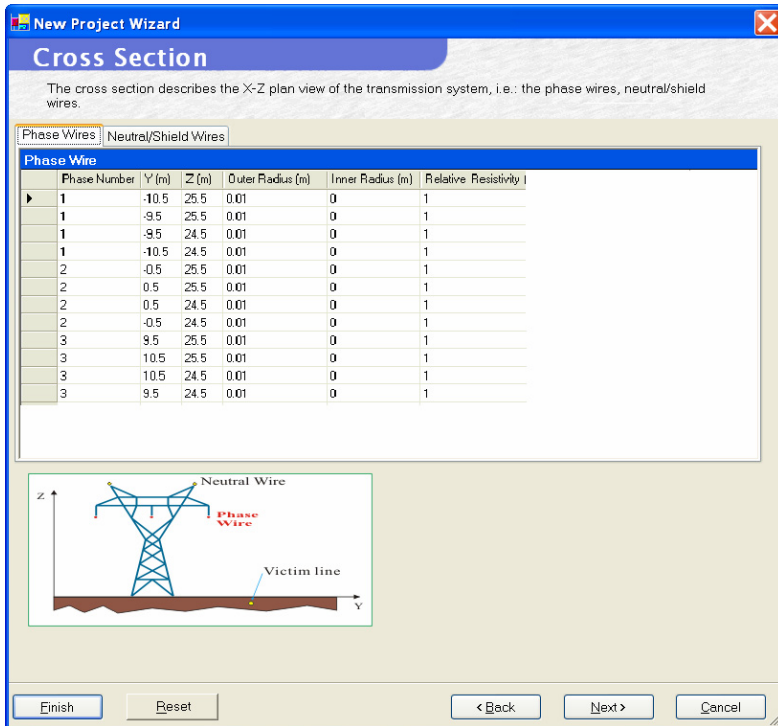 New Project Wizard
Cross Section
The cross section describes the X-Z plan view of the transmission system, i.e.: the phase wires, neutral/shield
wires.
Phase Wires Neutral/Shield Wires
Phase Wire
Phase Number Y (m) Z (m) Outer Radius (m) Inner Radius (m) Relative Resistivity (
1 -10.5 25.5 0.01 0 1
1 -9.5 25.5 0.01 0 1
1 -9.5 24.5 0.01 0 1
1 -10.5 24.5 0.01 0 1
2 -0.5 25.5 0.01 0 1
2 0.5 25.5 0.01 0 1
2 0.5 24.5 0.01 0 1
2 -0.5 24.5 0.01 0 1
3 9.5 25.5 0.01 0 1
3 10.5 25.5 0.01 0 1
3 10.5 24.5 0.01 0 1
3 9.5 24.5 0.01 0 1
Neutral Wire
Z
Phase
Wire
Victim line
Y
Finish Reset < Back Next > Cancel